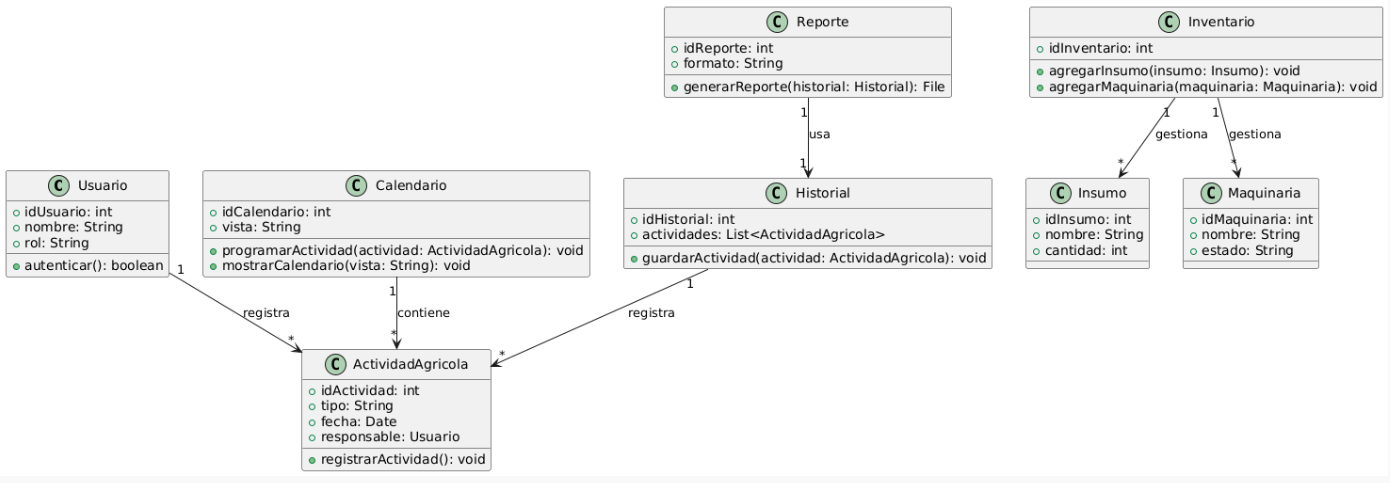 C Reporte
idReporte: int
formato: String
generarReporte(historial: Historial): File
C Inventario
idInventario: int
agregarInsumo(insumo: Insumo): void
agregarMaquinaria(maquinaria: Maquinaria): void
1
usa
1
1
gestiona
*
1
gestiona
*
C Usuario
idUsuario: int
nombre: String
rol: String
autenticar(): boolean
C Calendario
idCalendario: int
vista: String
programarActividad(actividad: ActividadAgricola): void
mostrarCalendario(vista: String): void
C Historial
idHistorial: int
actividades: List<ActividadAgricola>
guardarActividad(actividad: ActividadAgricola): void
C Insumo
idInsumo: int
nombre: String
cantidad: int
C Maquinaria
idMaquinaria: int
nombre: String
estado: String
1
registra
*
1
contiene
*
1
registra
*
C ActividadAgricola
idActividad: int
tipo: String
fecha: Date
responsable: Usuario
registrarActividad(): void